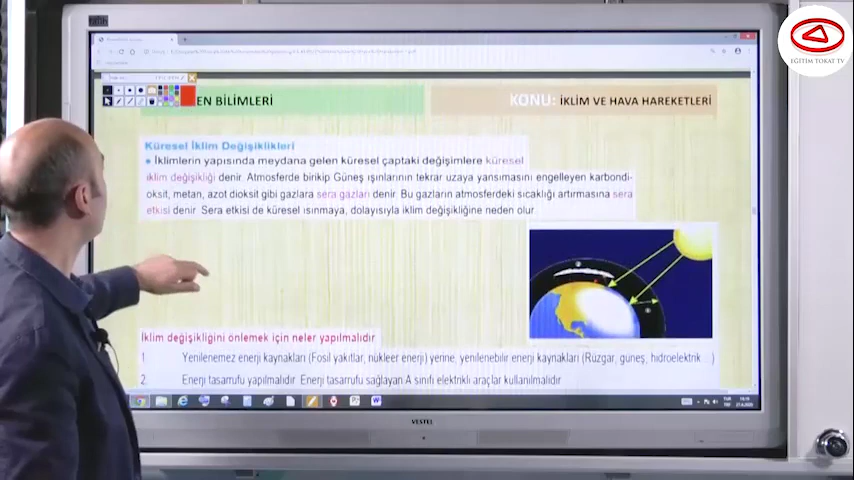 EĞİTİM TOKAT TV
EN BİLİMLERİ
KONU: İKLİM VE HAVA HAREKETLERİ
Küresel İklim Değişiklikleri
• İklimlerin yapısında meydana gelen küresel çaptaki değişimlere küresel
iklim değişikliği denir. Atmosferde birikip Güneş ışınlarının tekrar uzaya yansımasını engelleyen karbondi-
oksit, metan, azot dioksit gibi gazlara sera gazları denir. Bu gazların atmosferdeki sıcaklığı artırmasına sera
etkisi denir. Sera etkisi de küresel ısınmaya, dolayısıyla iklim değişikliğine neden olur
İklim değişikliğini önlemek için neler yapılmalıdır
1. Yenilenemez enerji kaynakları (Fosil yakıtlar, nükleer enerji) yerine, yenilenebilir enerji kaynakları (Rüzgar, güneş, hidroelektrik ...)
2. Enerji tasarrufu yapılmalıdır. Enerji tasarrufu sağlayan A sınıfı elektrikli araçlar kullanılmalıdır
VESTEL